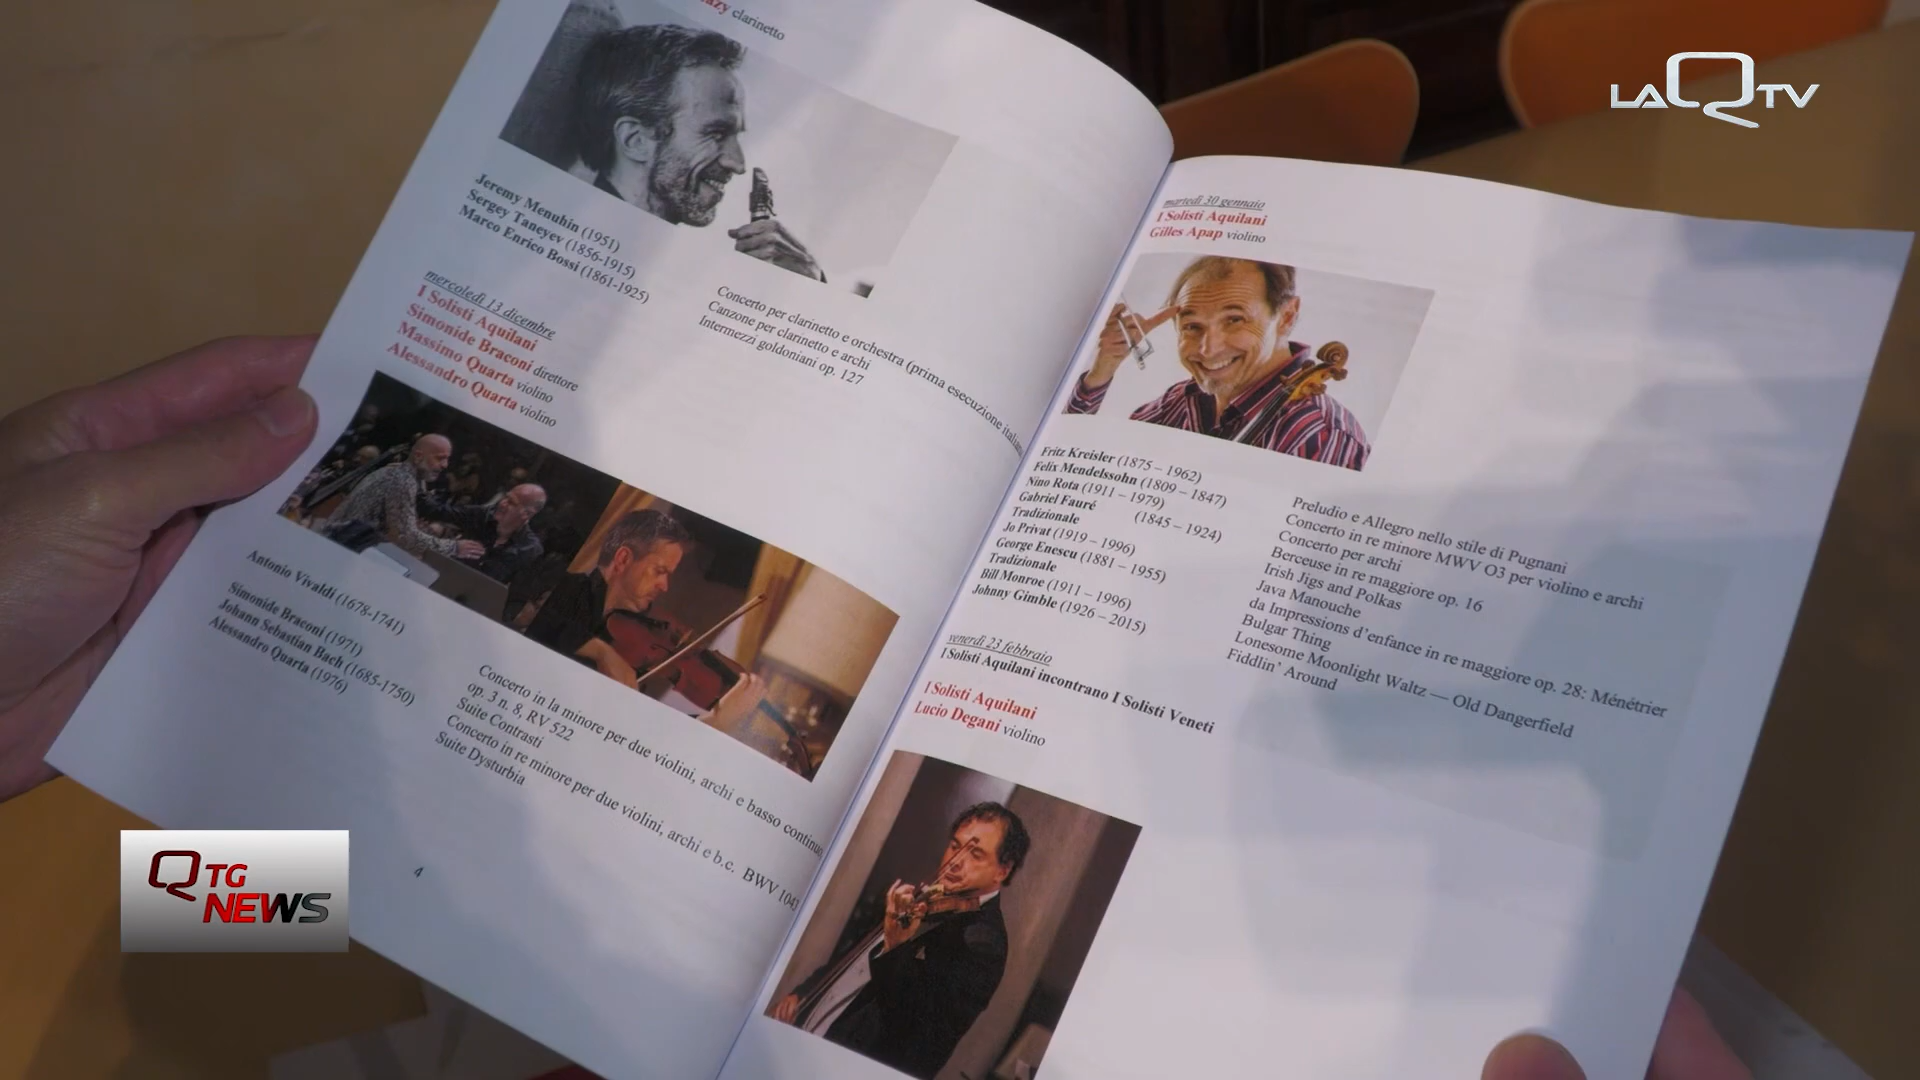 clarinetto
Jeremy Menuhin (1951)
Sergey Taneyev (1856-1915)
Marco Enrico Bossi (1861-1925)
Concerto per clarinetto e orchestra (prima esecuzione
Canzone per clarinetto e archi
Intermezzi goldoniani op. 127
mercoledì 13 dicembre
I Solisti Aquilani
Simonide Braconi direttore
Massimo Quarta violino
Alessandro Quarta violino
Antonio Vivaldi (1678-1741)
Simonide Braconi (1971)
Johann Sebastian Bach (1685-1750)
Alessandro Quarta (1976)
Concerto in la minore per due violini, archi e basso continuo
op. 3 n. 8, RV 522
Suite Contrasti
Concerto in re minore per due violini, archi e b.c. BWV 1043
Suite Dysturbia
4
martedì 30 gennaio
I Solisti Aquilani
Gilles Apap violino
Fritz Kreisler (1875 – 1962)
Felix Mendelssohn (1809 – 1847)
Nino Rota (1911 – 1979)
Gabriel Fauré (1845 – 1924)
Tradizionale
Jo Privat (1919 – 1996)
George Enescu (1881 – 1955)
Tradizionale
Bill Monroe (1911 – 1996)
Johnny Gimble (1926 – 2015)
Preludio e Allegro nello stile di Pugnani
Concerto in re minore MWV O3 per violino e archi
Concerto per archi
Berceuse in re maggiore op. 16
Irish Jigs and Polkas
Java Manouche
da Impressions d'enfance in re maggiore op. 28: Ménétrier
Bulgar Thing
Lonesome Moonlight Waltz — Old Dangerfield
Fiddlin' Around
venerdì 23 febbraio
I Solisti Aquilani incontrano I Solisti Veneti
I Solisti Aquilani
Lucio Degani violino
LAQTV
Q TG
NEWS